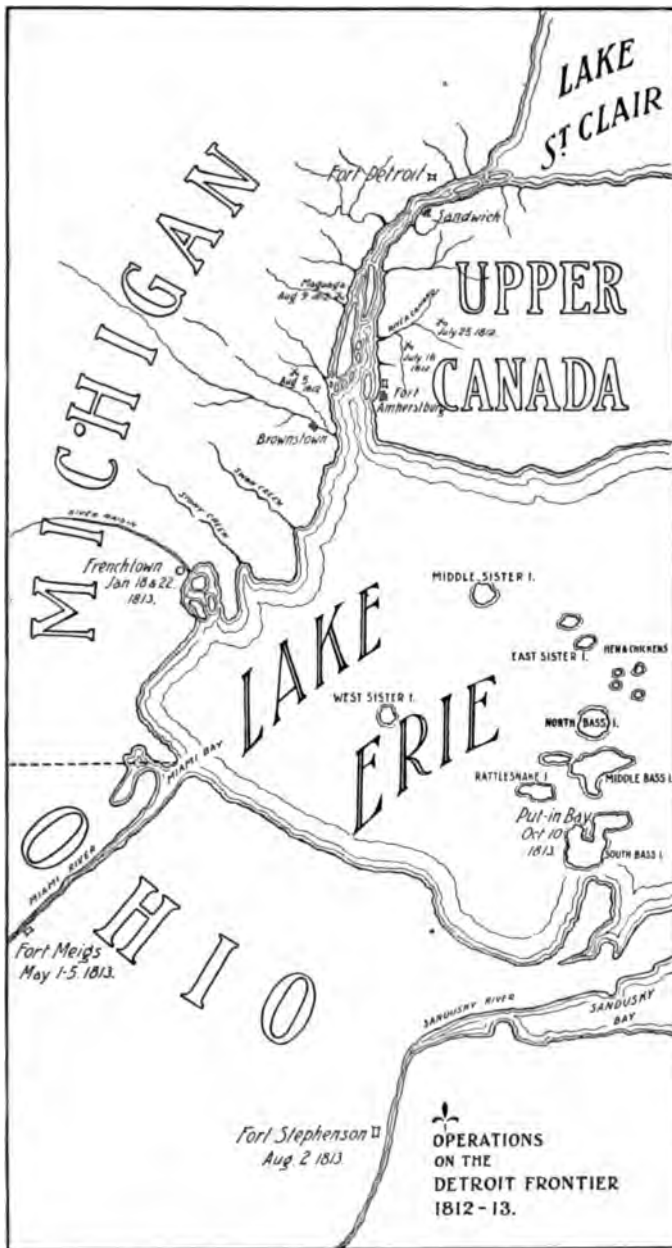 LAKE
ST CLAIR
Fort Detroit
Sandwich
MICHIGAN
UPPER
CANADA
Maguaga
Aug 9 1812
RIVER CANARD
July 25 1812.
July 16
1812.
Aug 5
1812
Fort
Amherstburg
Brownstown
SWAN CREEK
STONY CREEK
RIVER RAISIN
Frenchtown
Jan 18 & 22
1813.
MIDDLE SISTER I.
EAST SISTER I.
HEN & CHICKENS
LAKE
ERIE
WEST SISTER I.
NORTH BASS I.
MIAMI BAY
RATTLESNAKE I
MIDDLE BASS I.
Put-in Bay
Oct 10
1813.
SOUTH BASS I.
OHIO
MIAMI RIVER
Fort Meigs
May 1-5. 1813.
SANDUSKY RIVER
SANDUSKY
BAY
Fort Stephenson
Aug. 2 1813.
OPERATIONS
ON THE
DETROIT FRONTIER
1812-13.